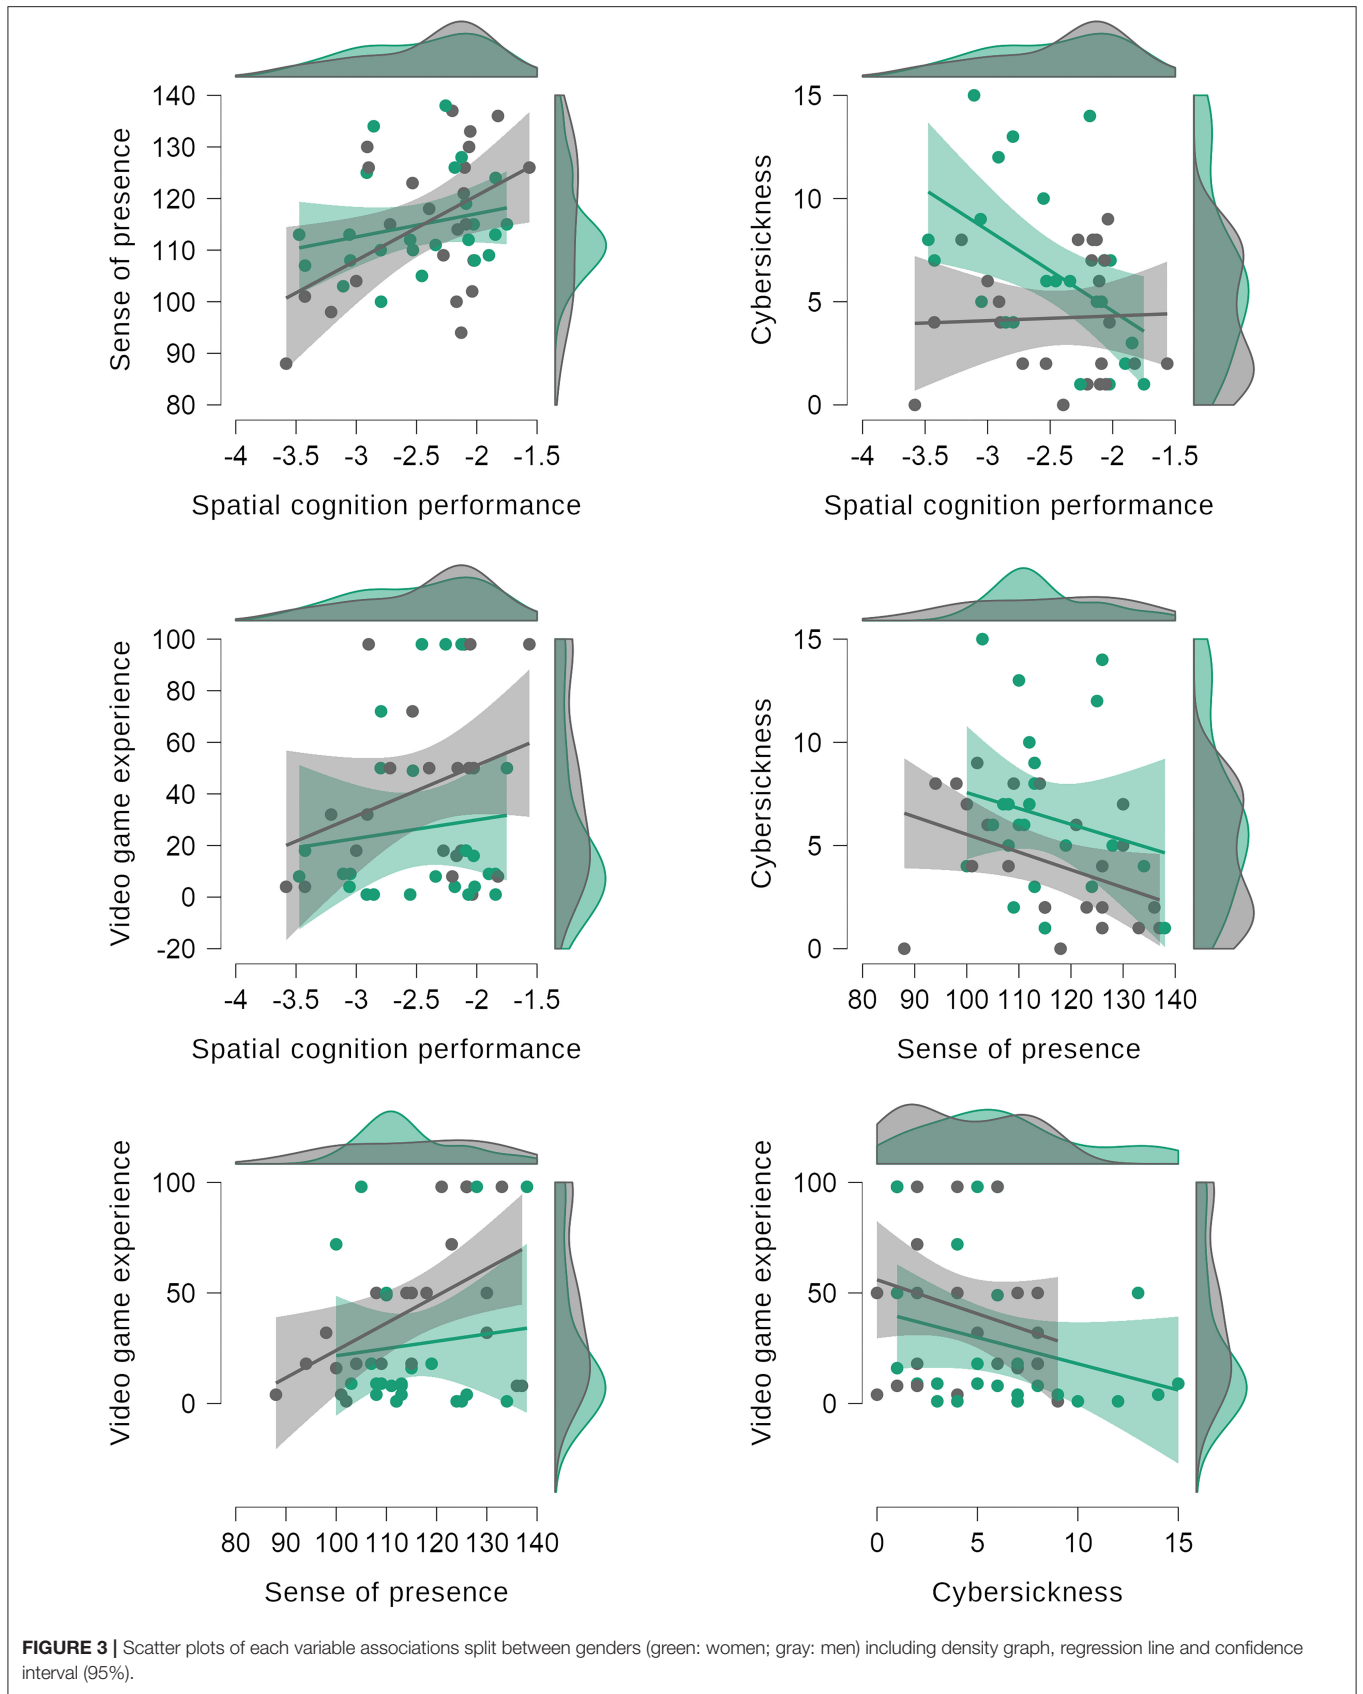 140
130
120
110
100
90
80
Sense of presence
-4 -3.5 -3 -2.5 -2 -1.5
Spatial cognition performance
15
10
5
0
Cybersickness
-4 -3.5 -3 -2.5 -2 -1.5
Spatial cognition performance
100
80
60
40
20
0
-20
Video game experience
-4 -3.5 -3 -2.5 -2 -1.5
Spatial cognition performance
15
10
5
0
Cybersickness
80 90 100 110 120 130 140
Sense of presence
100
50
0
Video game experience
80 90 100 110 120 130 140
Sense of presence
100
50
0
Video game experience
0 5 10 15
Cybersickness
FIGURE 3 | Scatter plots of each variable associations split between genders (green: women; gray: men) including density graph, regression line and confidence
interval (95%).